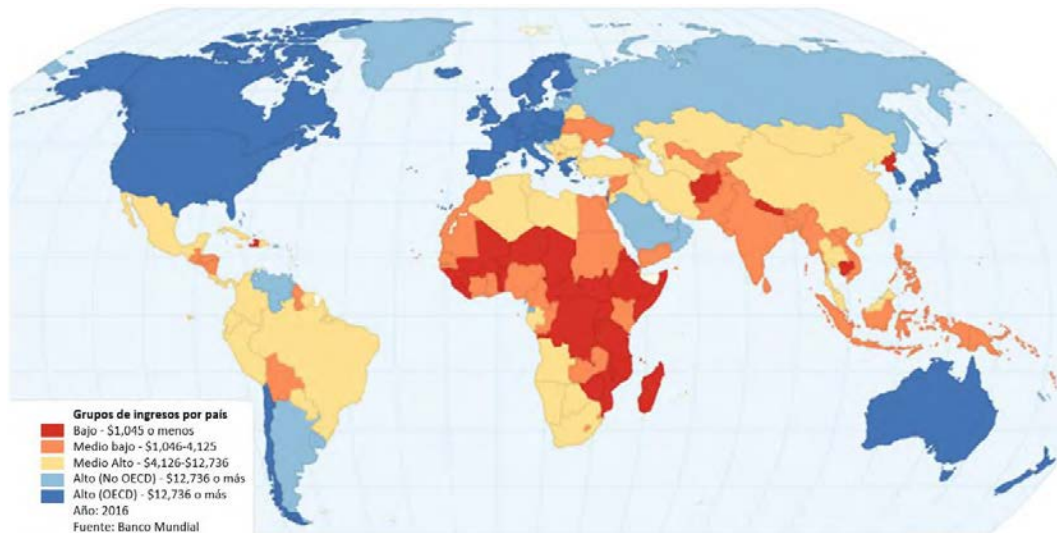 Grupos de ingresos por país
Bajo - $1,045 o menos
Medio bajo - $1,046-4,125
Medio Alto - $4,126-$12,736
Alto (No OECD) - $12,736 o más
Alto (OECD) - $12,736 o más
Año: 2016
Fuente: Banco Mundial